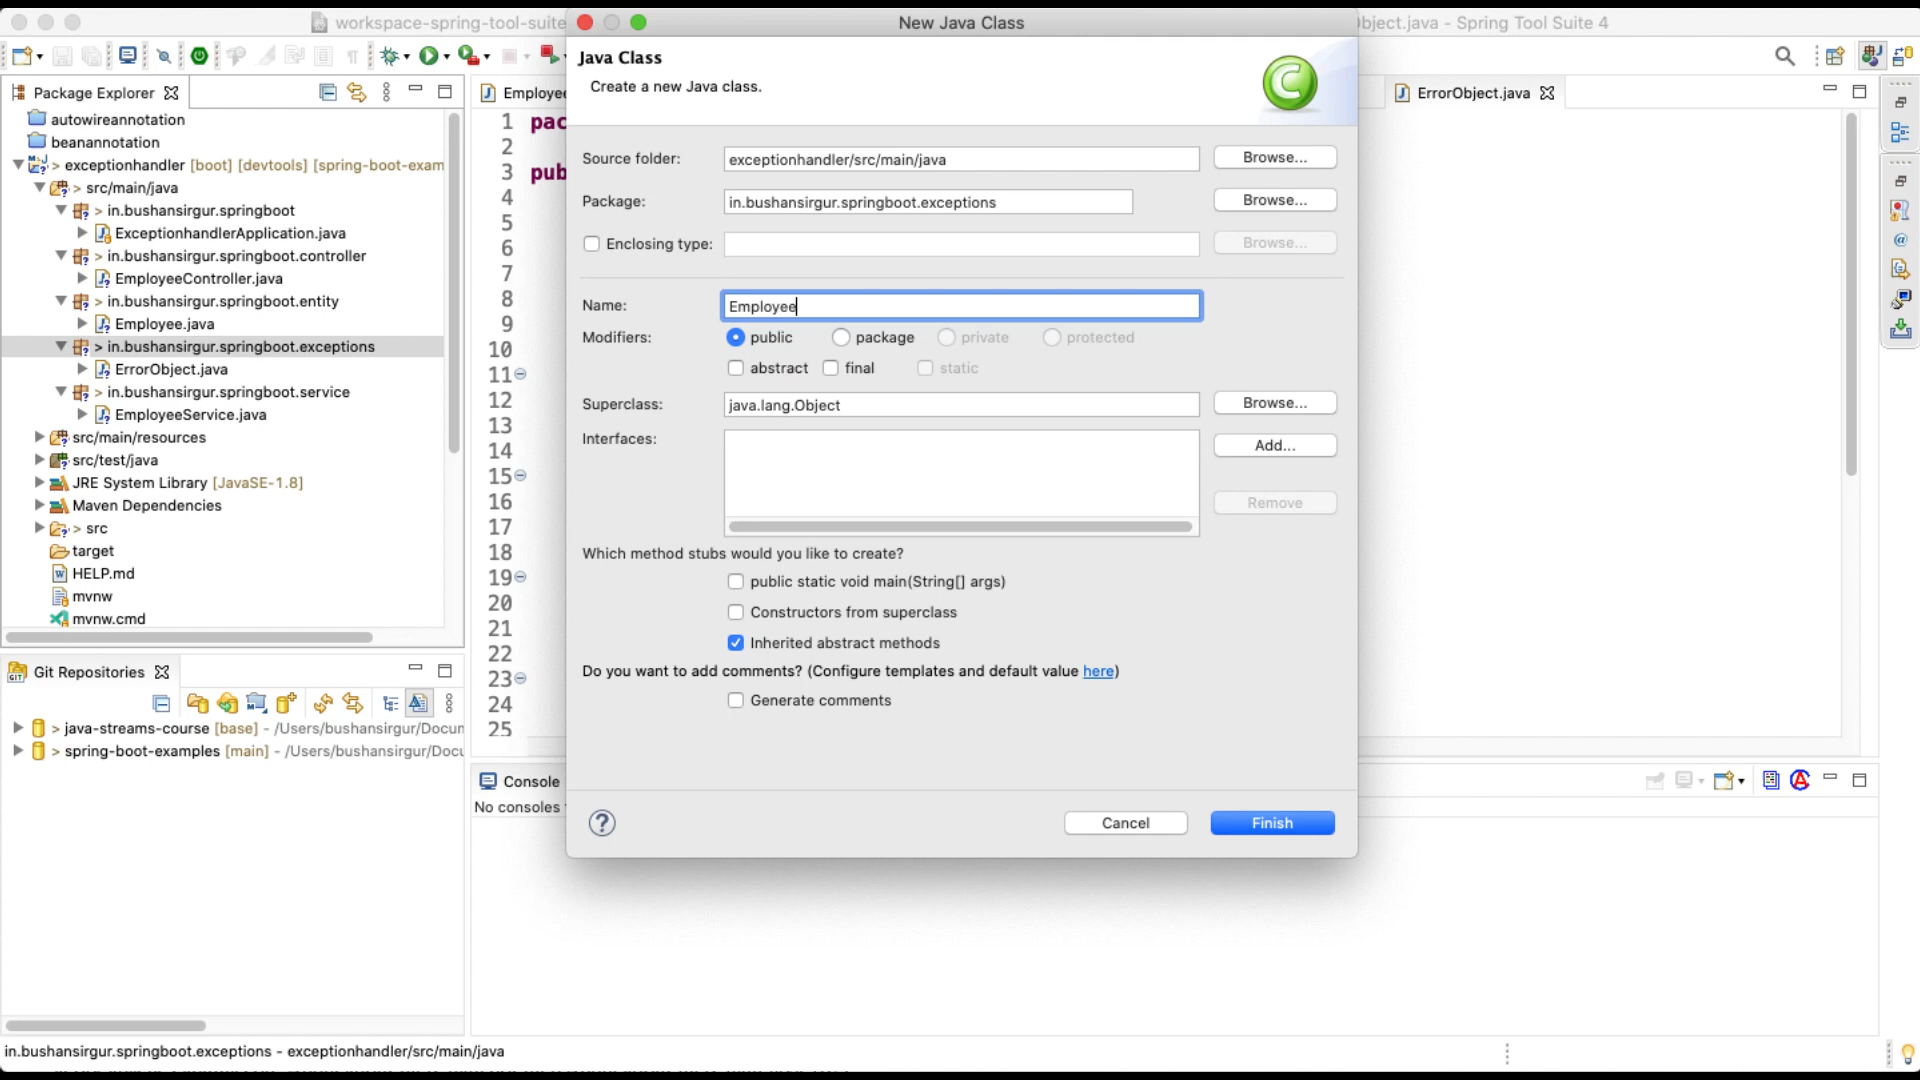 workspace-spring-tool-suite
New Java Class
bject.java - Spring Tool Suite 4
Package Explorer
autowireannotation
beanannotation
> exceptionhandler [boot] [devtools] [spring-boot-exam
> src/main/java
> in.bushansirgur.springboot
ExceptionhandlerApplication.java
> in.bushansirgur.springboot.controller
EmployeeController.java
> in.bushansirgur.springboot.entity
Employee.java
> in.bushansirgur.springboot.exceptions
ErrorObject.java
> in.bushansirgur.springboot.service
EmployeeService.java
src/main/resources
src/test/java
JRE System Library [JavaSE-1.8]
Maven Dependencies
> src
target
HELP.md
mvnw
mvnw.cmd
Employee
ErrorObject.java
1 pac
2
3 pub
4
5
6
7
8
9
10
11
12
13
14
15
16
17
18
19
20
21
22
23
24
25
Java Class
Create a new Java class.
Source folder: exceptionhandler/src/main/java Browse...
Package: in.bushansirgur.springboot.exceptions Browse...
Enclosing type: Browse...
Name: Employee
Modifiers: public package private protected
abstract final static
Superclass: java.lang.Object Browse...
Interfaces: Add...
Remove
Which method stubs would you like to create?
public static void main(String[] args)
Constructors from superclass
Inherited abstract methods
Do you want to add comments? (Configure templates and default value here)
Generate comments
? Cancel Finish
Git Repositories
> java-streams-course [base] - /Users/bushansirgur/Docum
> spring-boot-examples [main] - /Users/bushansirgur/Docu
Console
No consoles
in.bushansirgur.springboot.exceptions - exceptionhandler/src/main/java